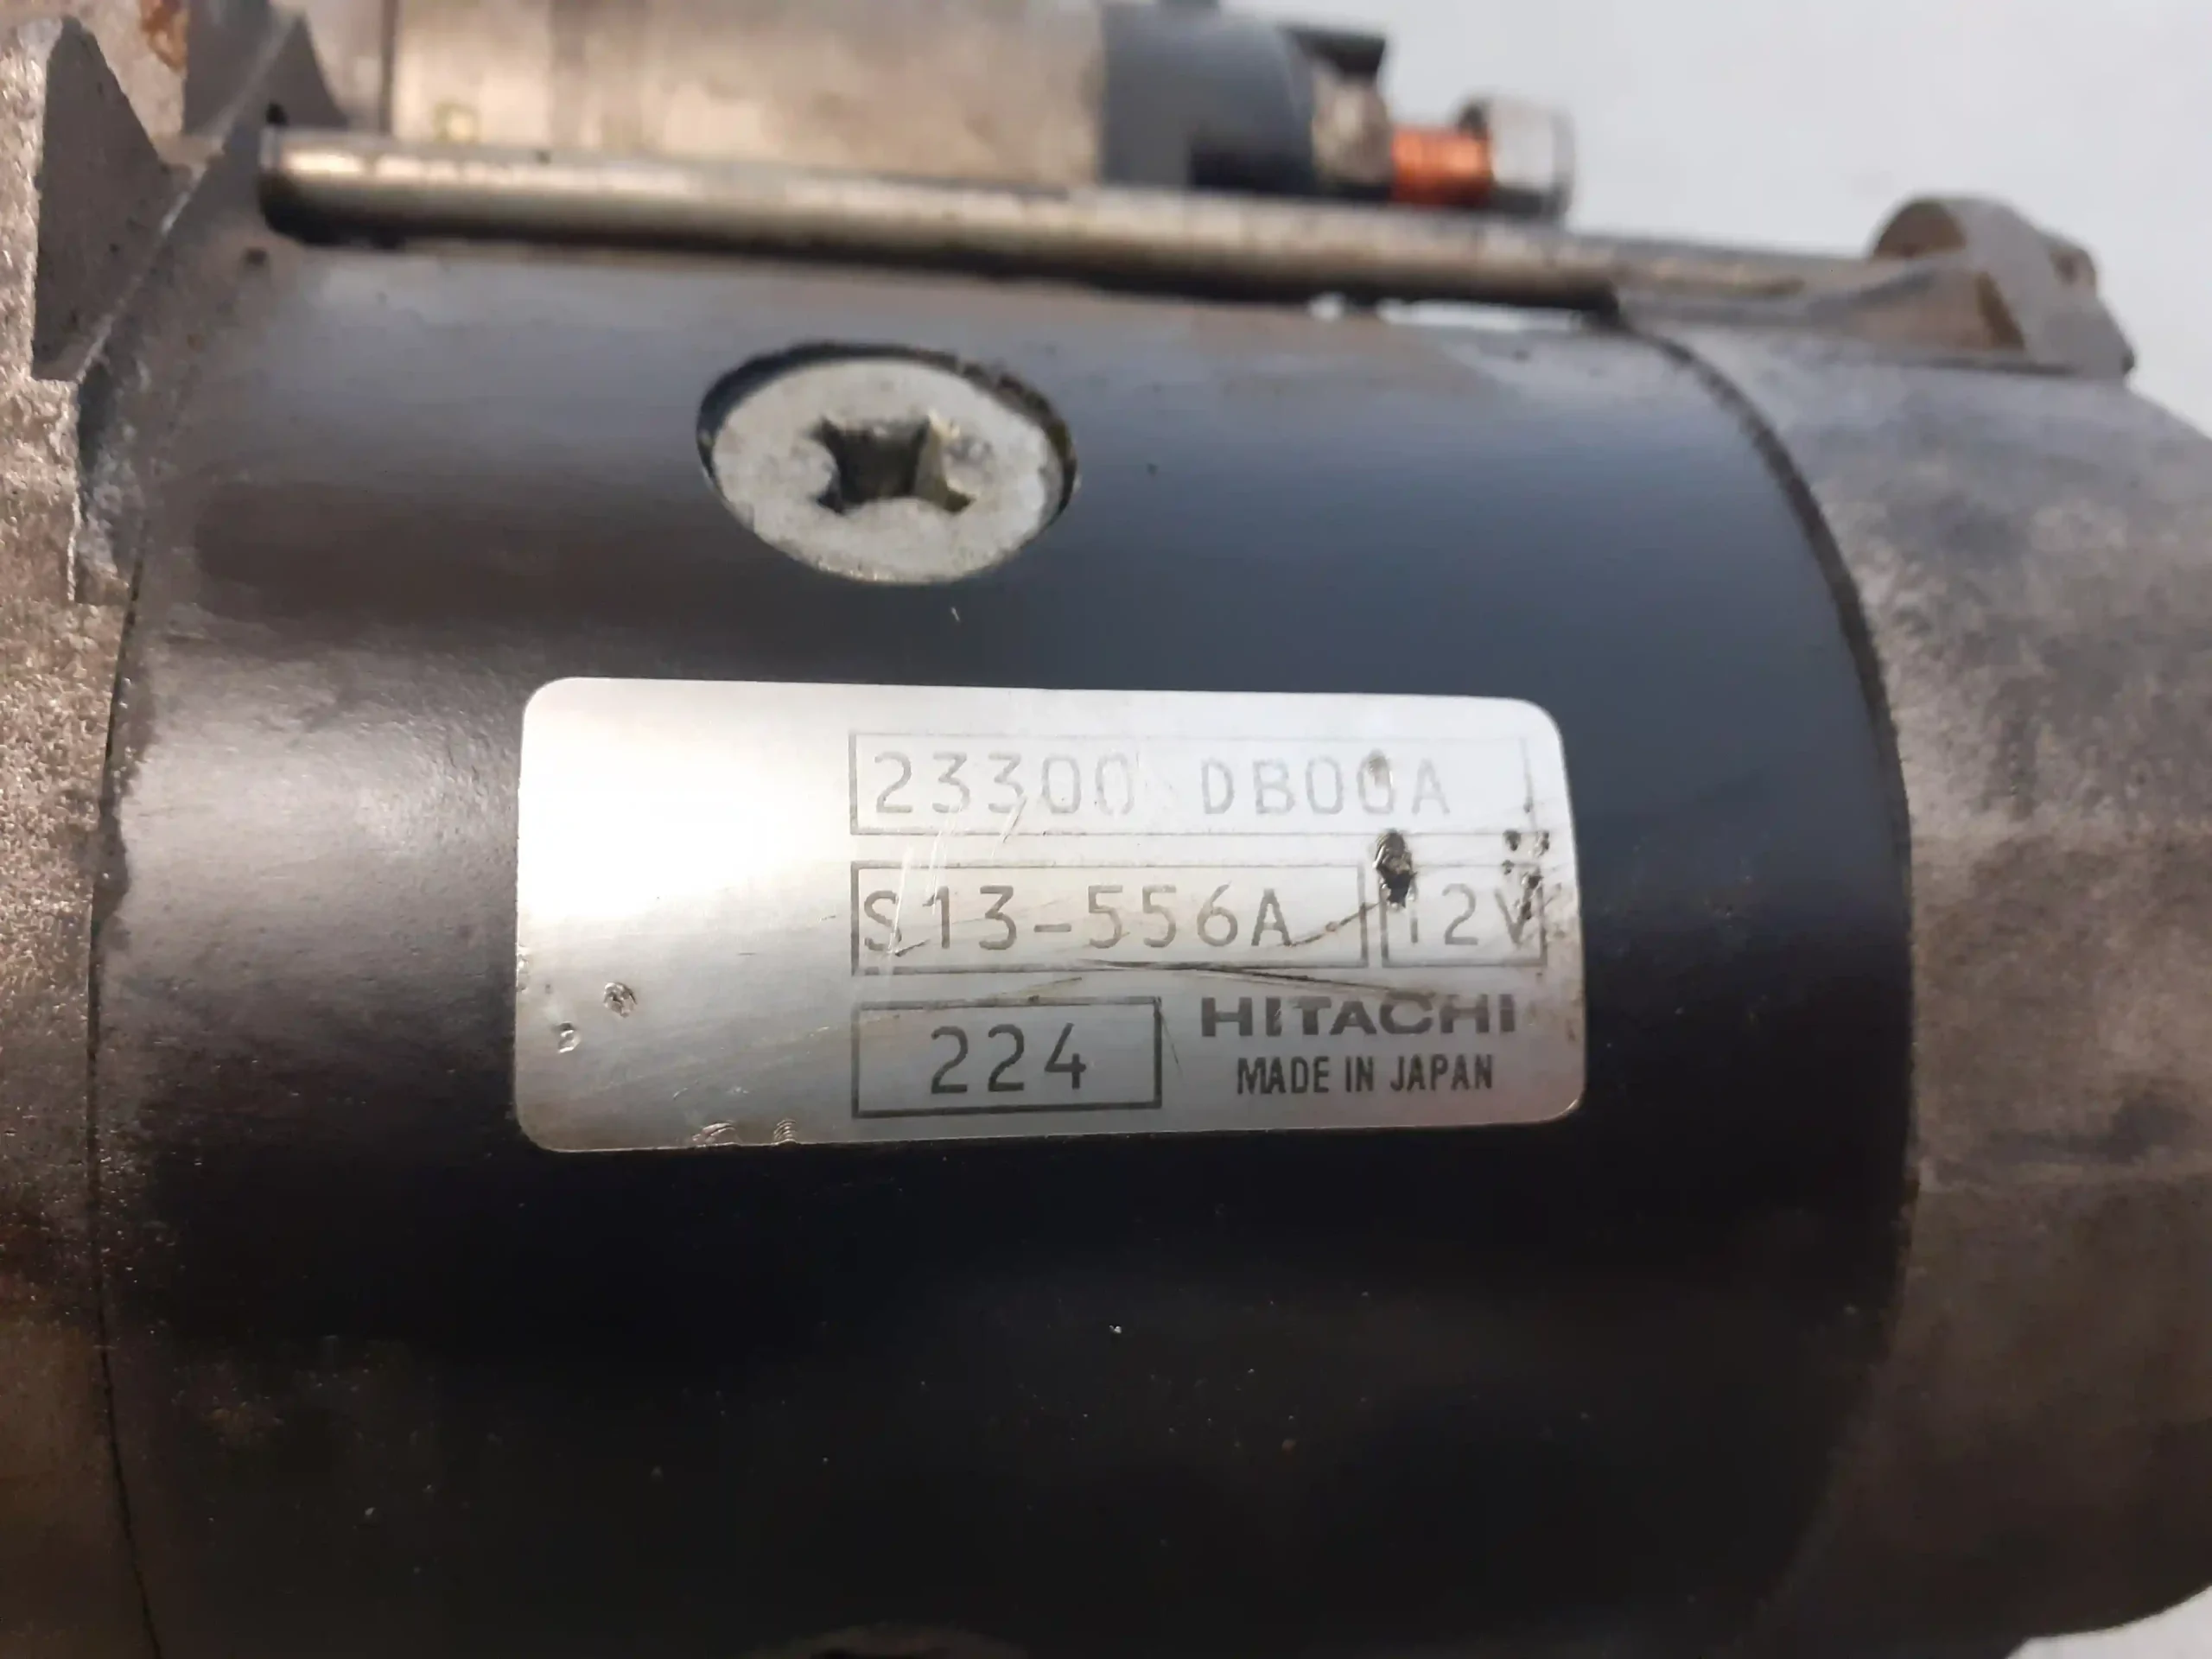 23300 DB00A
S13-556A 12V
224 HITACHI
MADE IN JAPAN